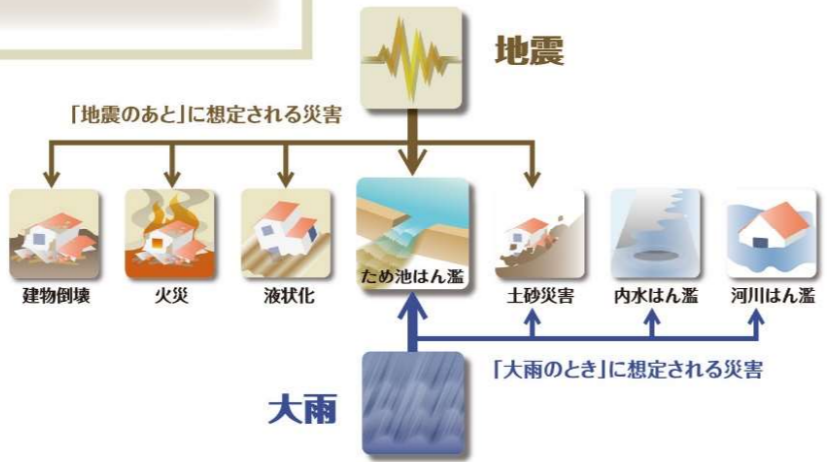 地震
「地震のあと」に想定される災害
建物倒壊
火災
液状化
ため池はん濫
土砂災害
内水はん濫
河川はん濫
「大雨のとき」に想定される災害
大雨